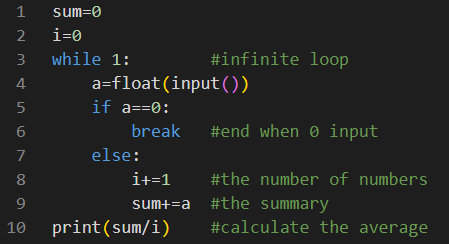 1 sum=0
2 i=0
3 while 1: #infinite loop
4 a=float(input())
5 if a==0:
6 break #end when 0 input
7 else:
8 i+=1 #the number of numbers
9 sum+=a #the summary
10 print(sum/i) #calculate the average